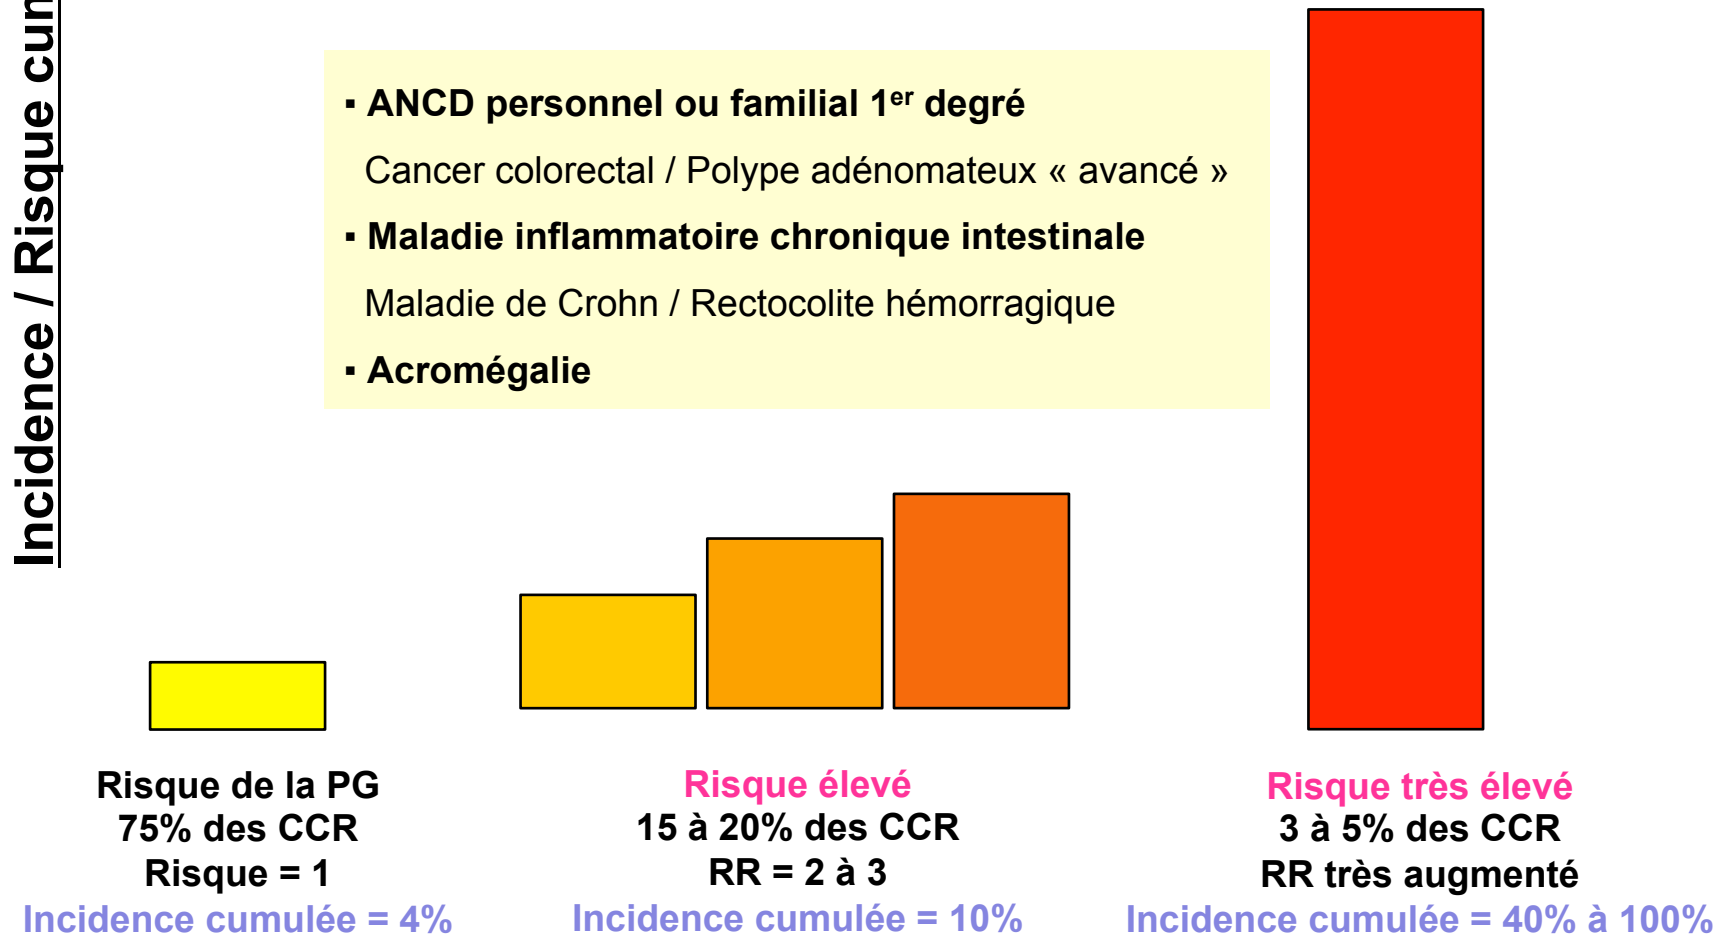 Incidence / Risque
▪ ANCD personnel ou familial 1er degré
Cancer colorectal / Polype adénomateux « avancé »
▪ Maladie inflammatoire chronique intestinale
Maladie de Crohn / Rectocolite hémorragique
▪ Acromégalie
Risque de la PG
75% des CCR
Risque = 1
Incidence cumulée = 4%
Risque élevé
15 à 20% des CCR
RR = 2 à 3
Incidence cumulée = 10%
Risque très élevé
3 à 5% des CCR
RR très augmenté
Incidence cumulée = 40% à 100%